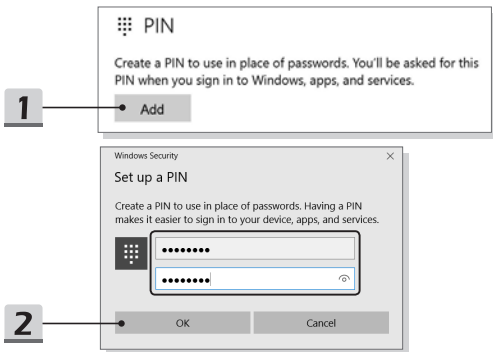 PIN
Create a PIN to use in place of passwords. You'll be asked for this
PIN when you sign in to Windows, apps, and services.
1
Add
Windows Security
Set up a PIN
Create a PIN to use in place of passwords. Having a PIN
makes it easier to sign in to your device, apps, and services.
••••••••
••••••••
2
OK
Cancel